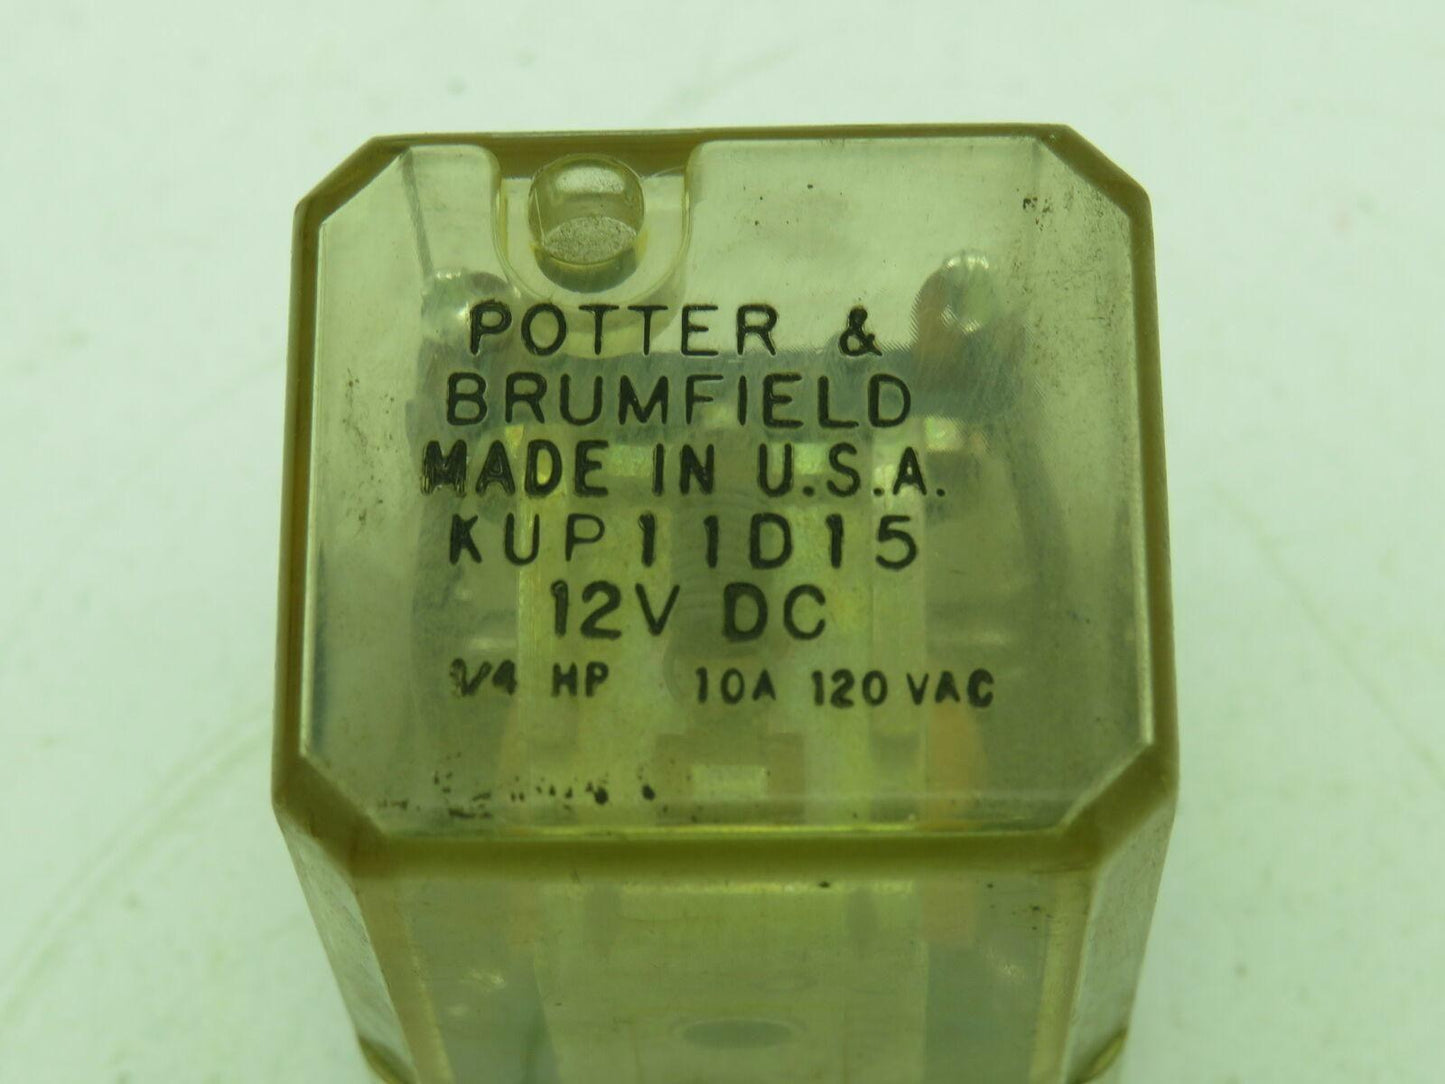 POTTER &
BRUMFIELD
MADE IN U.S.A.
KUP11D15
12V DC
1/4 HP 10A 120 VAC